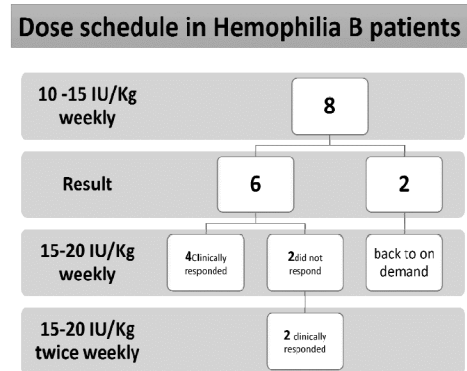 Dose schedule in Hemophilia B patients
10 -15 IU/Kg
weekly
8
Result
6
2
15-20 IU/Kg
weekly
4Clinically
responded
2did not
respond
back to on
demand
15-20 IU/Kg
twice weekly
2 clinically
responded